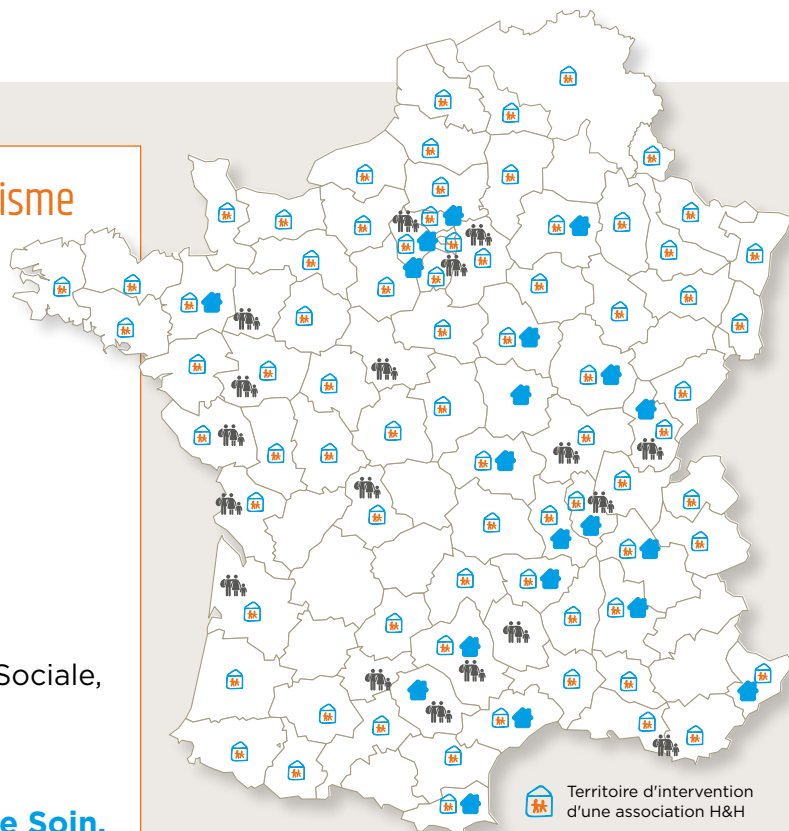 isme
Sociale,
e Soin,
Territoire d'intervention
d'une association H&H